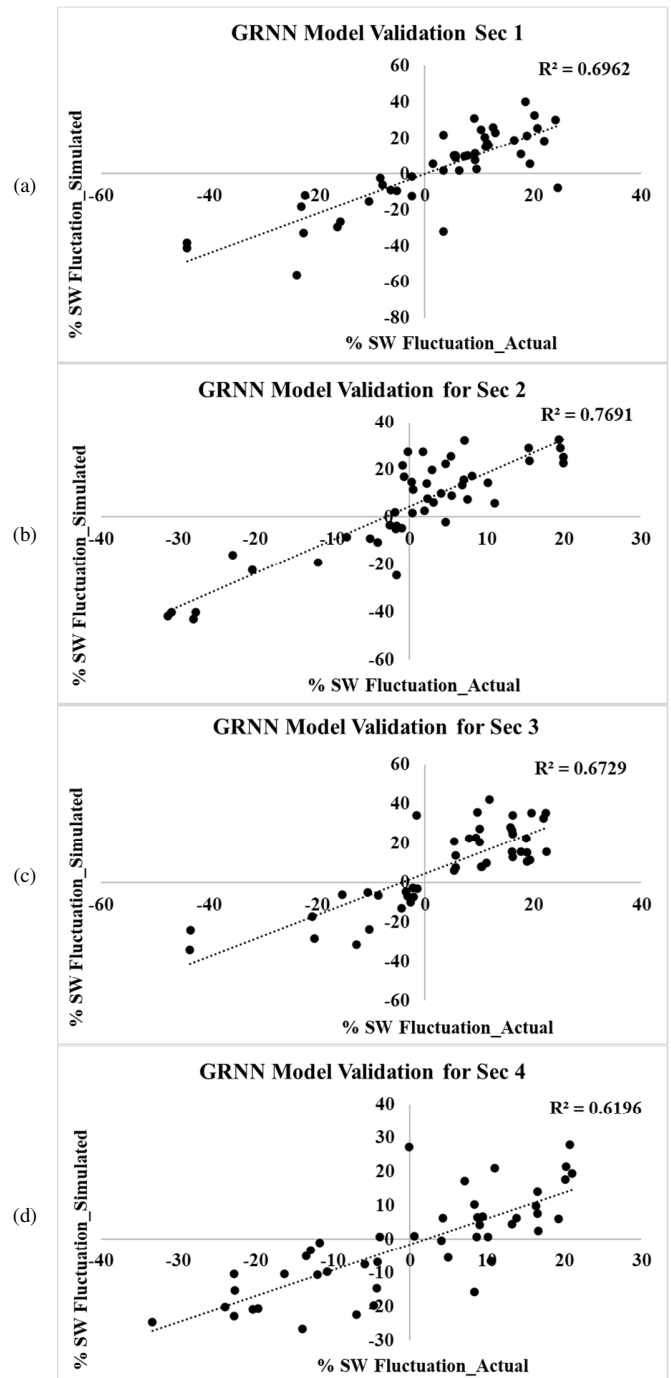 (a)
GRNN Model Validation Sec 1
R² = 0.6962
% SW Fluctation_Simulated
60
40
20
0
-20
-40
-60
-80
-60 -40 -20 0 20 40
% SW Fluctuation_Actual
(b)
GRNN Model Validation for Sec 2
R² = 0.7691
% SW Fluctuation_Simulated
40
20
0
-20
-40
-60
-40 -30 -20 -10 0 10 20 30
% SW Fluctuation_Actual
(c)
GRNN Model Validation for Sec 3
R² = 0.6729
% SW Fluctuation_Simulated
60
40
20
0
-20
-40
-60
-60 -40 -20 0 20 40
% SW Fluctuation_Actual
(d)
GRNN Model Validation for Sec 4
R² = 0.6196
% SW Fluctuation_Simulated
40
30
20
10
0
-10
-20
-30
-40 -30 -20 -10 0 10 20 30
% SW Fluctuation_Actual